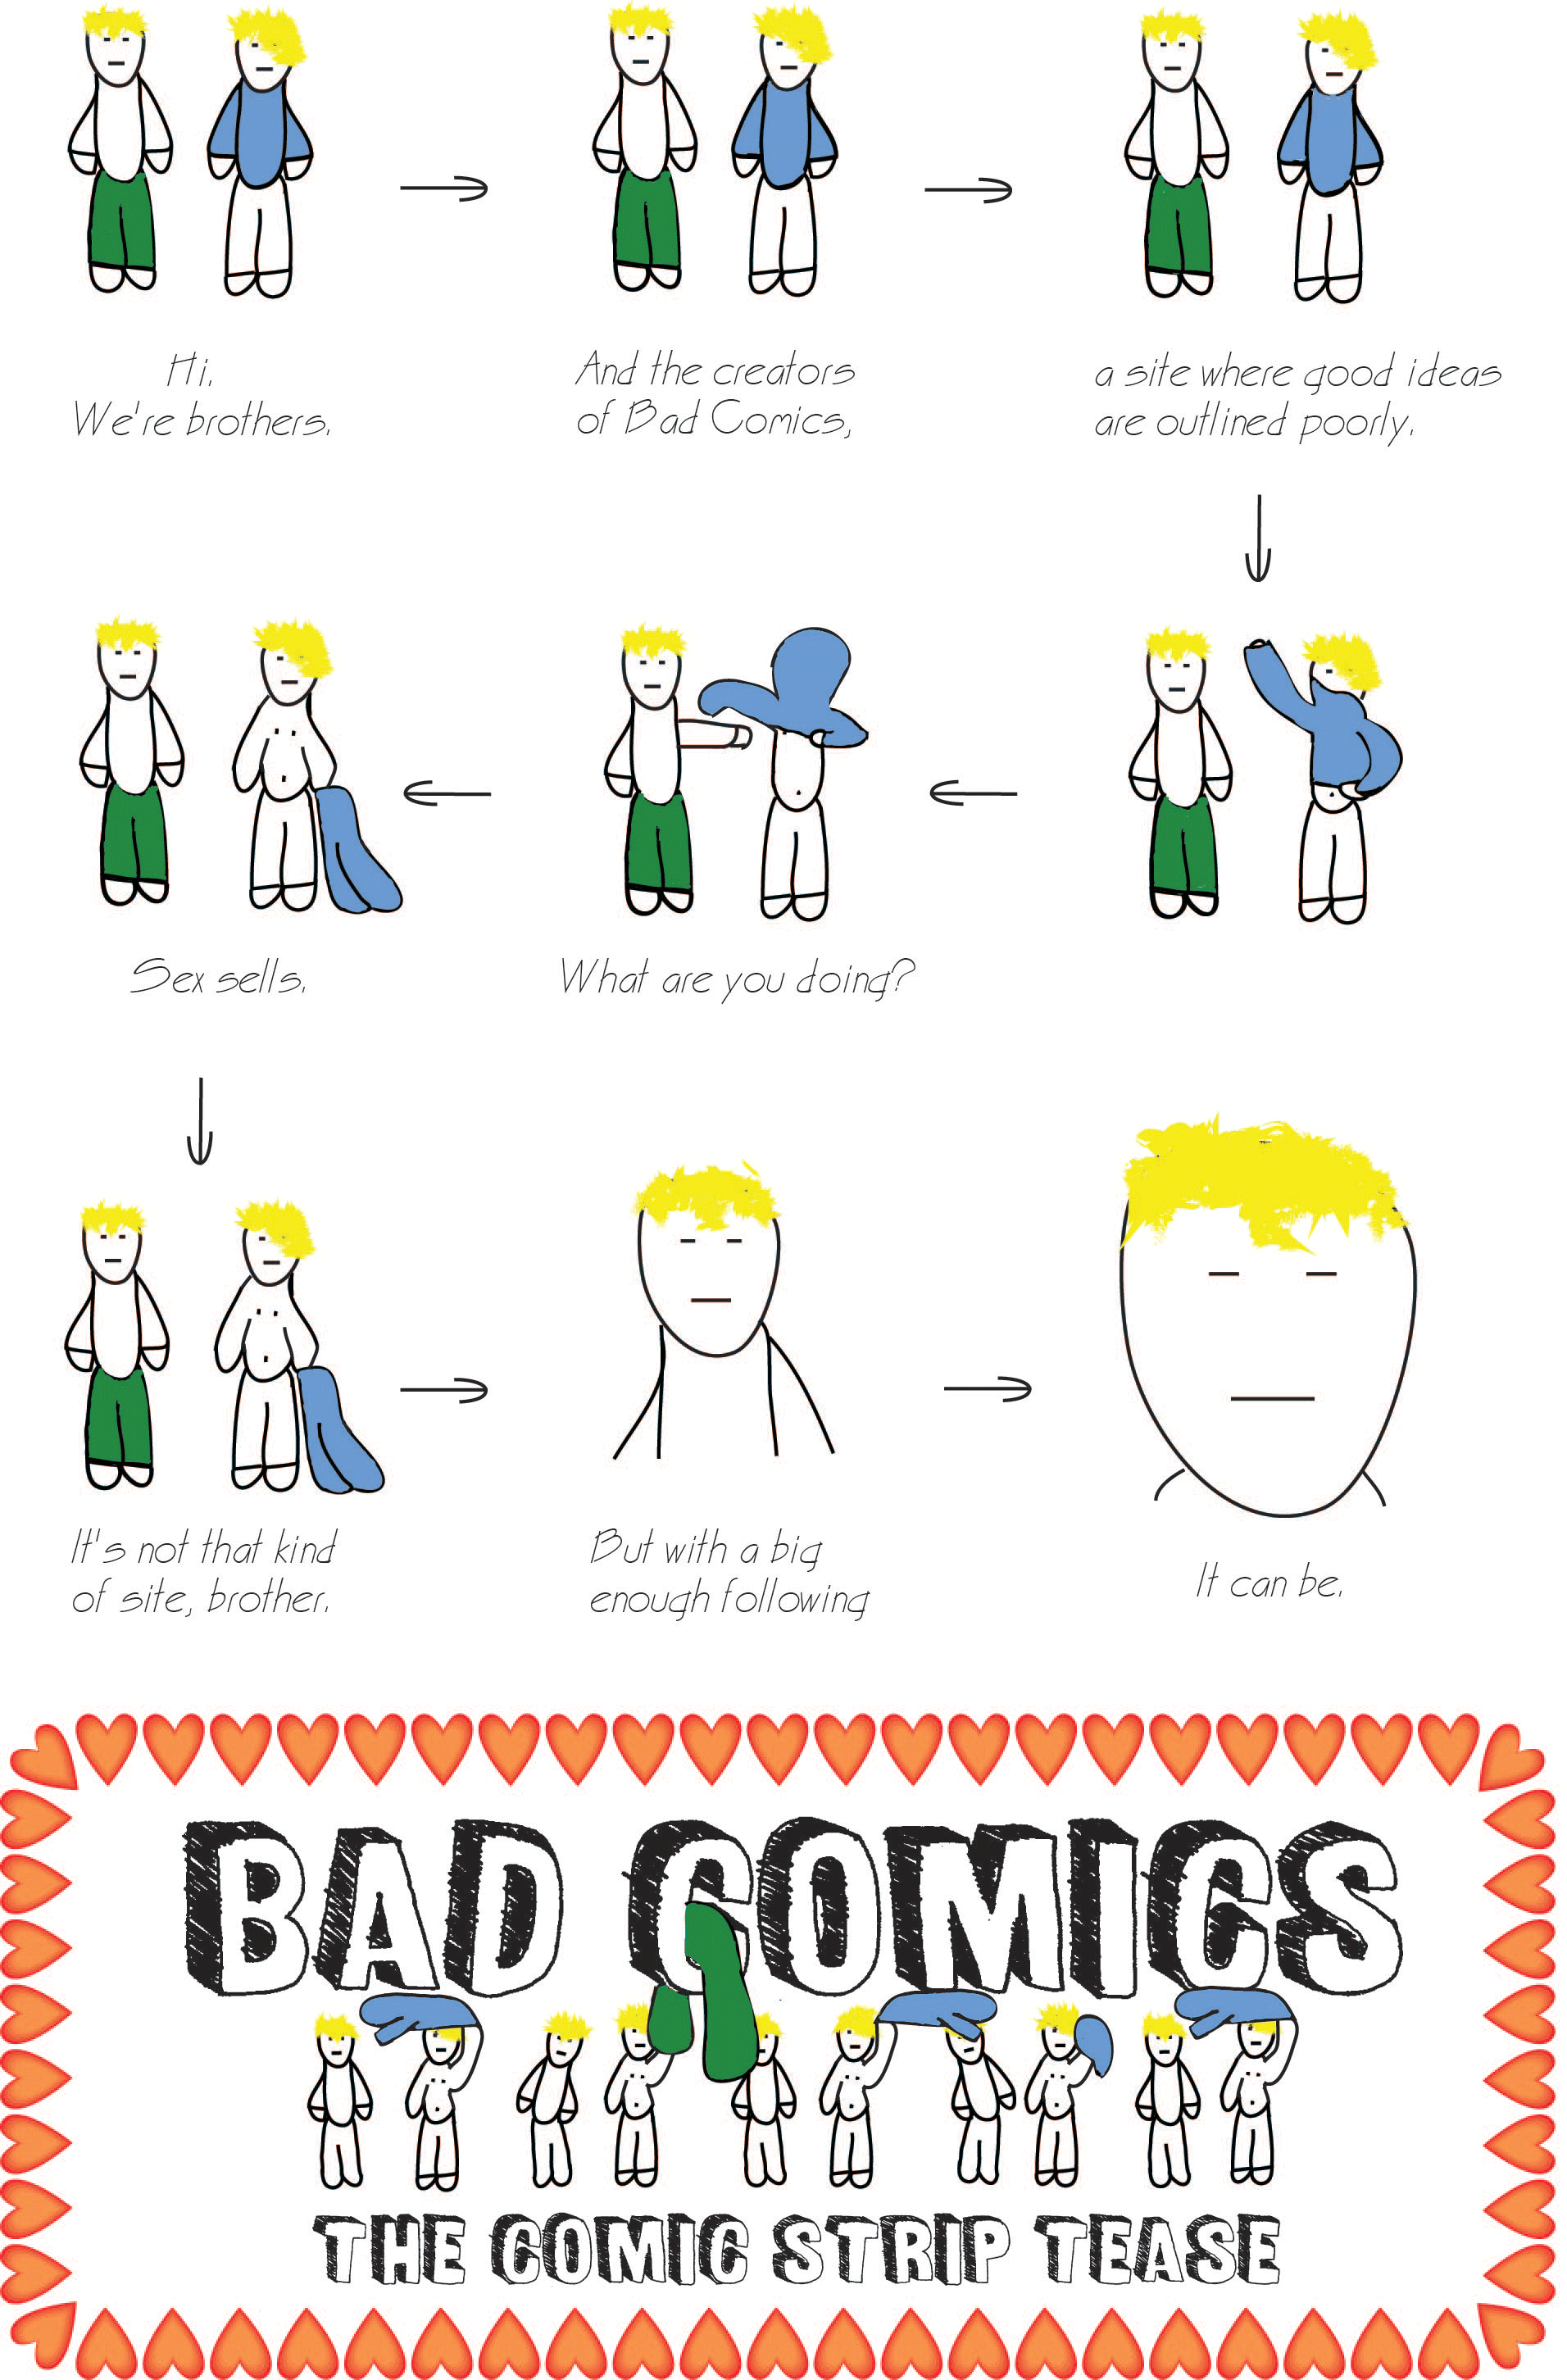 Hi.
We're brothers.
And the creators
of Bad Comics,
a site where good ideas
are outlined poorly.
What are you doing?
Sex sells.
It's not that kind
of site, brother.
But with a big
enough following
It can be.
BAD COMICS
THE COMIC STRIP TEASE